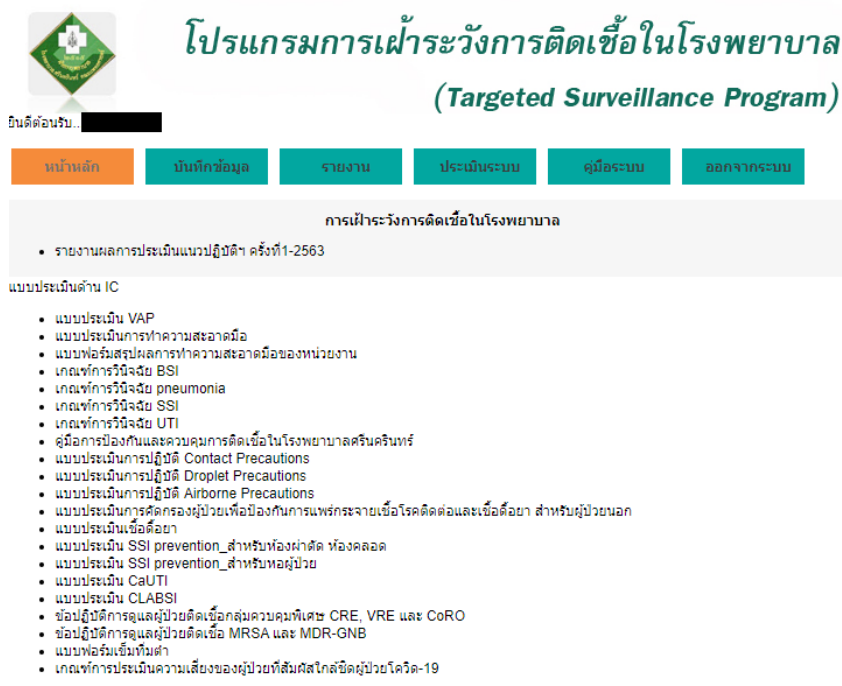 โปรแกรมการเฝ้าระวังการติดเชื้อในโรงพยาบาล
(Targeted Surveillance Program)
ยินดีต้อนรับ..
หน้าหลัก บันทึกข้อมูล รายงาน ประเมินระบบ คู่มือระบบ ออกจากระบบ
การเฝ้าระวังการติดเชื้อในโรงพยาบาล
• รายงานผลการประเมินแนวปฏิบัติฯ ครั้งที่1-2563
แบบประเมินด้าน IC
• แบบประเมิน VAP
• แบบประเมินการทำความสะอาดมือ
• แบบฟอร์มสรุปผลการทำความสะอาดมือของหน่วยงาน
• เกณฑ์การวินิจฉัย BSI
• เกณฑ์การวินิจฉัย pneumonia
• เกณฑ์การวินิจฉัย SSI
• เกณฑ์การวินิจฉัย UTI
• คู่มือการป้องกันและควบคุมการติดเชื้อในโรงพยาบาลศรีนครินทร์
• แบบประเมินการปฏิบัติ Contact Precautions
• แบบประเมินการปฏิบัติ Droplet Precautions
• แบบประเมินการปฏิบัติ Airborne Precautions
• แบบประเมินการคัดกรองผู้ป่วยเพื่อป้องกันการแพร่กระจายเชื้อโรคติดต่อและเชื้อดื้อยา สำหรับผู้ป่วยนอก
• แบบประเมินเชื้อดื้อยา
• แบบประเมิน SSI prevention_สำหรับห้องผ่าตัด ห้องคลอด
• แบบประเมิน SSI prevention_สำหรับหอผู้ป่วย
• แบบประเมิน CaUTI
• แบบประเมิน CLABSI
• ข้อปฏิบัติการดูแลผู้ป่วยติดเชื้อกลุ่มควบคุมพิเศษ CRE, VRE และ CoRO
• ข้อปฏิบัติการดูแลผู้ป่วยติดเชื้อ MRSA และ MDR-GNB
• แบบฟอร์มเข็มทิ่มตำ
• เกณฑ์การประเมินความเสี่ยงของผู้ป่วยที่สัมผัสใกล้ชิดผู้ป่วยโควิด-19